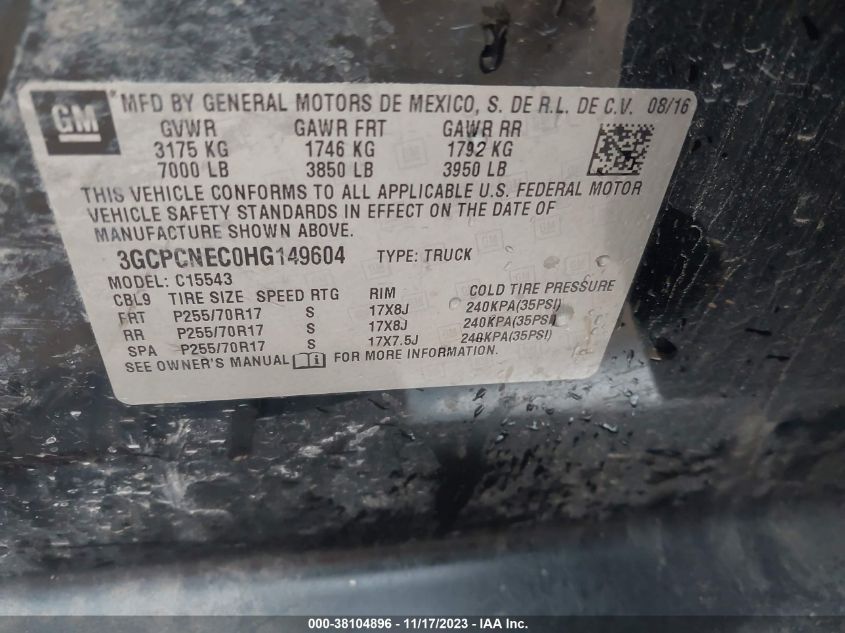 GM
MFD BY GENERAL MOTORS DE MEXICO, S. DE R.L. DE C.V. 08/16
GVWR GAWR FRT GAWR RR
3175 KG 1746 KG 1792 KG
7000 LB 3850 LB 3950 LB
THIS VEHICLE CONFORMS TO ALL APPLICABLE U.S. FEDERAL MOTOR
VEHICLE SAFETY STANDARDS IN EFFECT ON THE DATE OF
MANUFACTURE SHOWN ABOVE.
3GCPCNEC0HG149604 TYPE: TRUCK
MODEL: C15543
CBL9 TIRE SIZE SPEED RTG RIM COLD TIRE PRESSURE
FRT P255/70R17 S 17X8J 240KPA(35PSI)
RR P255/70R17 S 17X8J 240KPA(35PSI)
SPA P255/70R17 S 17X7.5J 240KPA(35PSI)
SEE OWNER'S MANUAL FOR MORE INFORMATION.
000-38104896 - 11/17/2023 - IAA Inc.